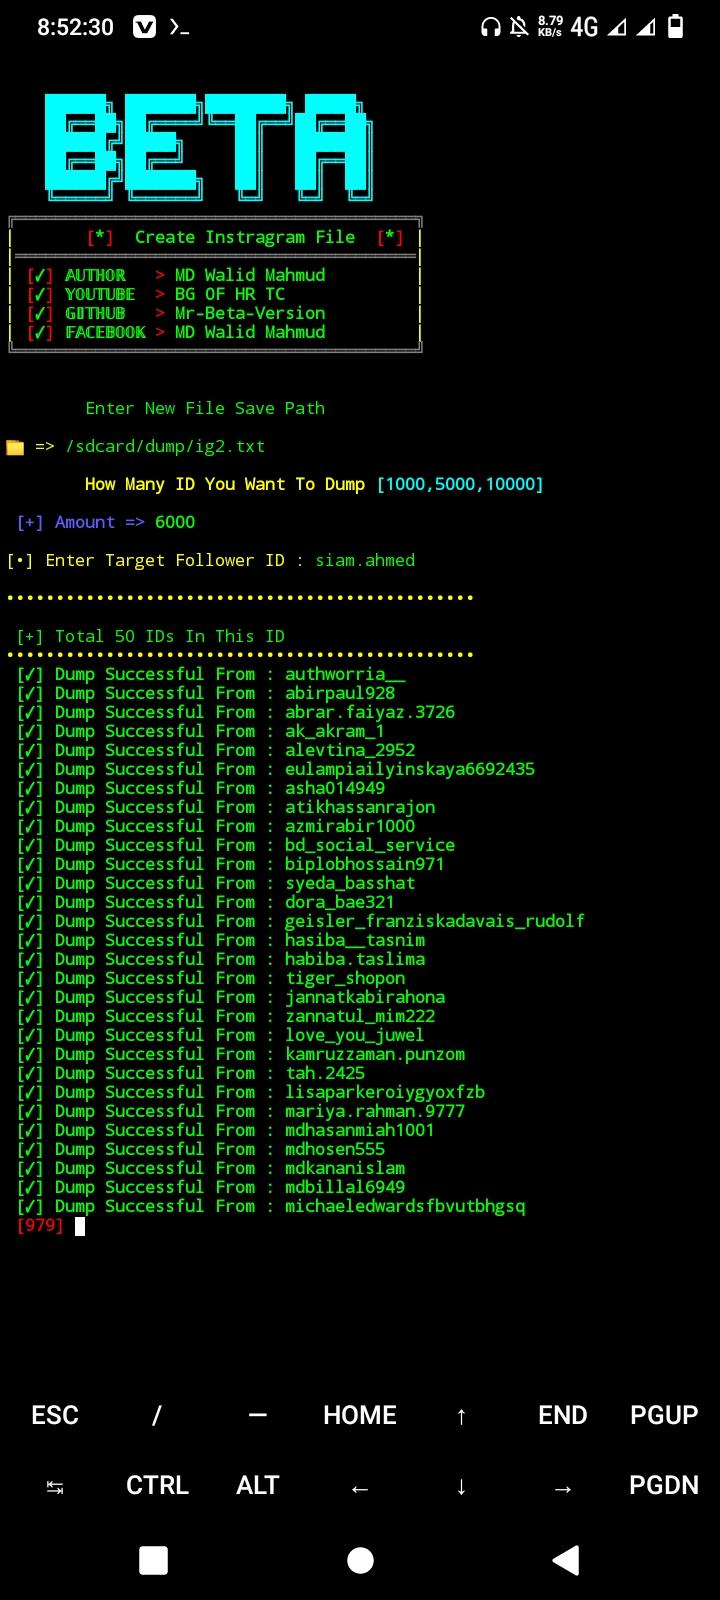 8:52:30 8.79 KB/s 4G
BETA
[*] Create Instragram File [*]
[✓] AUTHOR > MD Walid Mahmud
[✓] YOUTUBE > BG OF HR TC
[✓] GITHUB > Mr-Beta-Version
[✓] FACEBOOK > MD Walid Mahmud
Enter New File Save Path
=> /sdcard/dump/ig2.txt
How Many ID You Want To Dump [1000,5000,10000]
[+] Amount => 6000
[•] Enter Target Follower ID : siam.ahmed
[+] Total 50 IDs In This ID
[✓] Dump Successful From : authworria__
[✓] Dump Successful From : abirpaul928
[✓] Dump Successful From : abrar.faiyaz.3726
[✓] Dump Successful From : ak_akram_1
[✓] Dump Successful From : alevtina_2952
[✓] Dump Successful From : eulampiailyinskaya6692435
[✓] Dump Successful From : asha014949
[✓] Dump Successful From : atikhassanrajon
[✓] Dump Successful From : azmirabir1000
[✓] Dump Successful From : bd_social_service
[✓] Dump Successful From : biplobhossain971
[✓] Dump Successful From : syeda_basshat
[✓] Dump Successful From : dora_bae321
[✓] Dump Successful From : geisler_franziskadavais_rudolf
[✓] Dump Successful From : hasiba__tasnim
[✓] Dump Successful From : habiba.taslima
[✓] Dump Successful From : tiger_shopon
[✓] Dump Successful From : jannatkabirahona
[✓] Dump Successful From : zannatul_mim222
[✓] Dump Successful From : love_you_juwel
[✓] Dump Successful From : kamruzzaman.punzom
[✓] Dump Successful From : tah.2425
[✓] Dump Successful From : lisaparkeroiygyoxfzb
[✓] Dump Successful From : mariya.rahman.9777
[✓] Dump Successful From : mdhasanmiah1001
[✓] Dump Successful From : mdhosen555
[✓] Dump Successful From : mdkananislam
[✓] Dump Successful From : mdbillal6949
[✓] Dump Successful From : michaeledwardsfbvutbhgsq
[979]
ESC / — HOME ↑ END PGUP
↹ CTRL ALT ← ↓ → PGDN